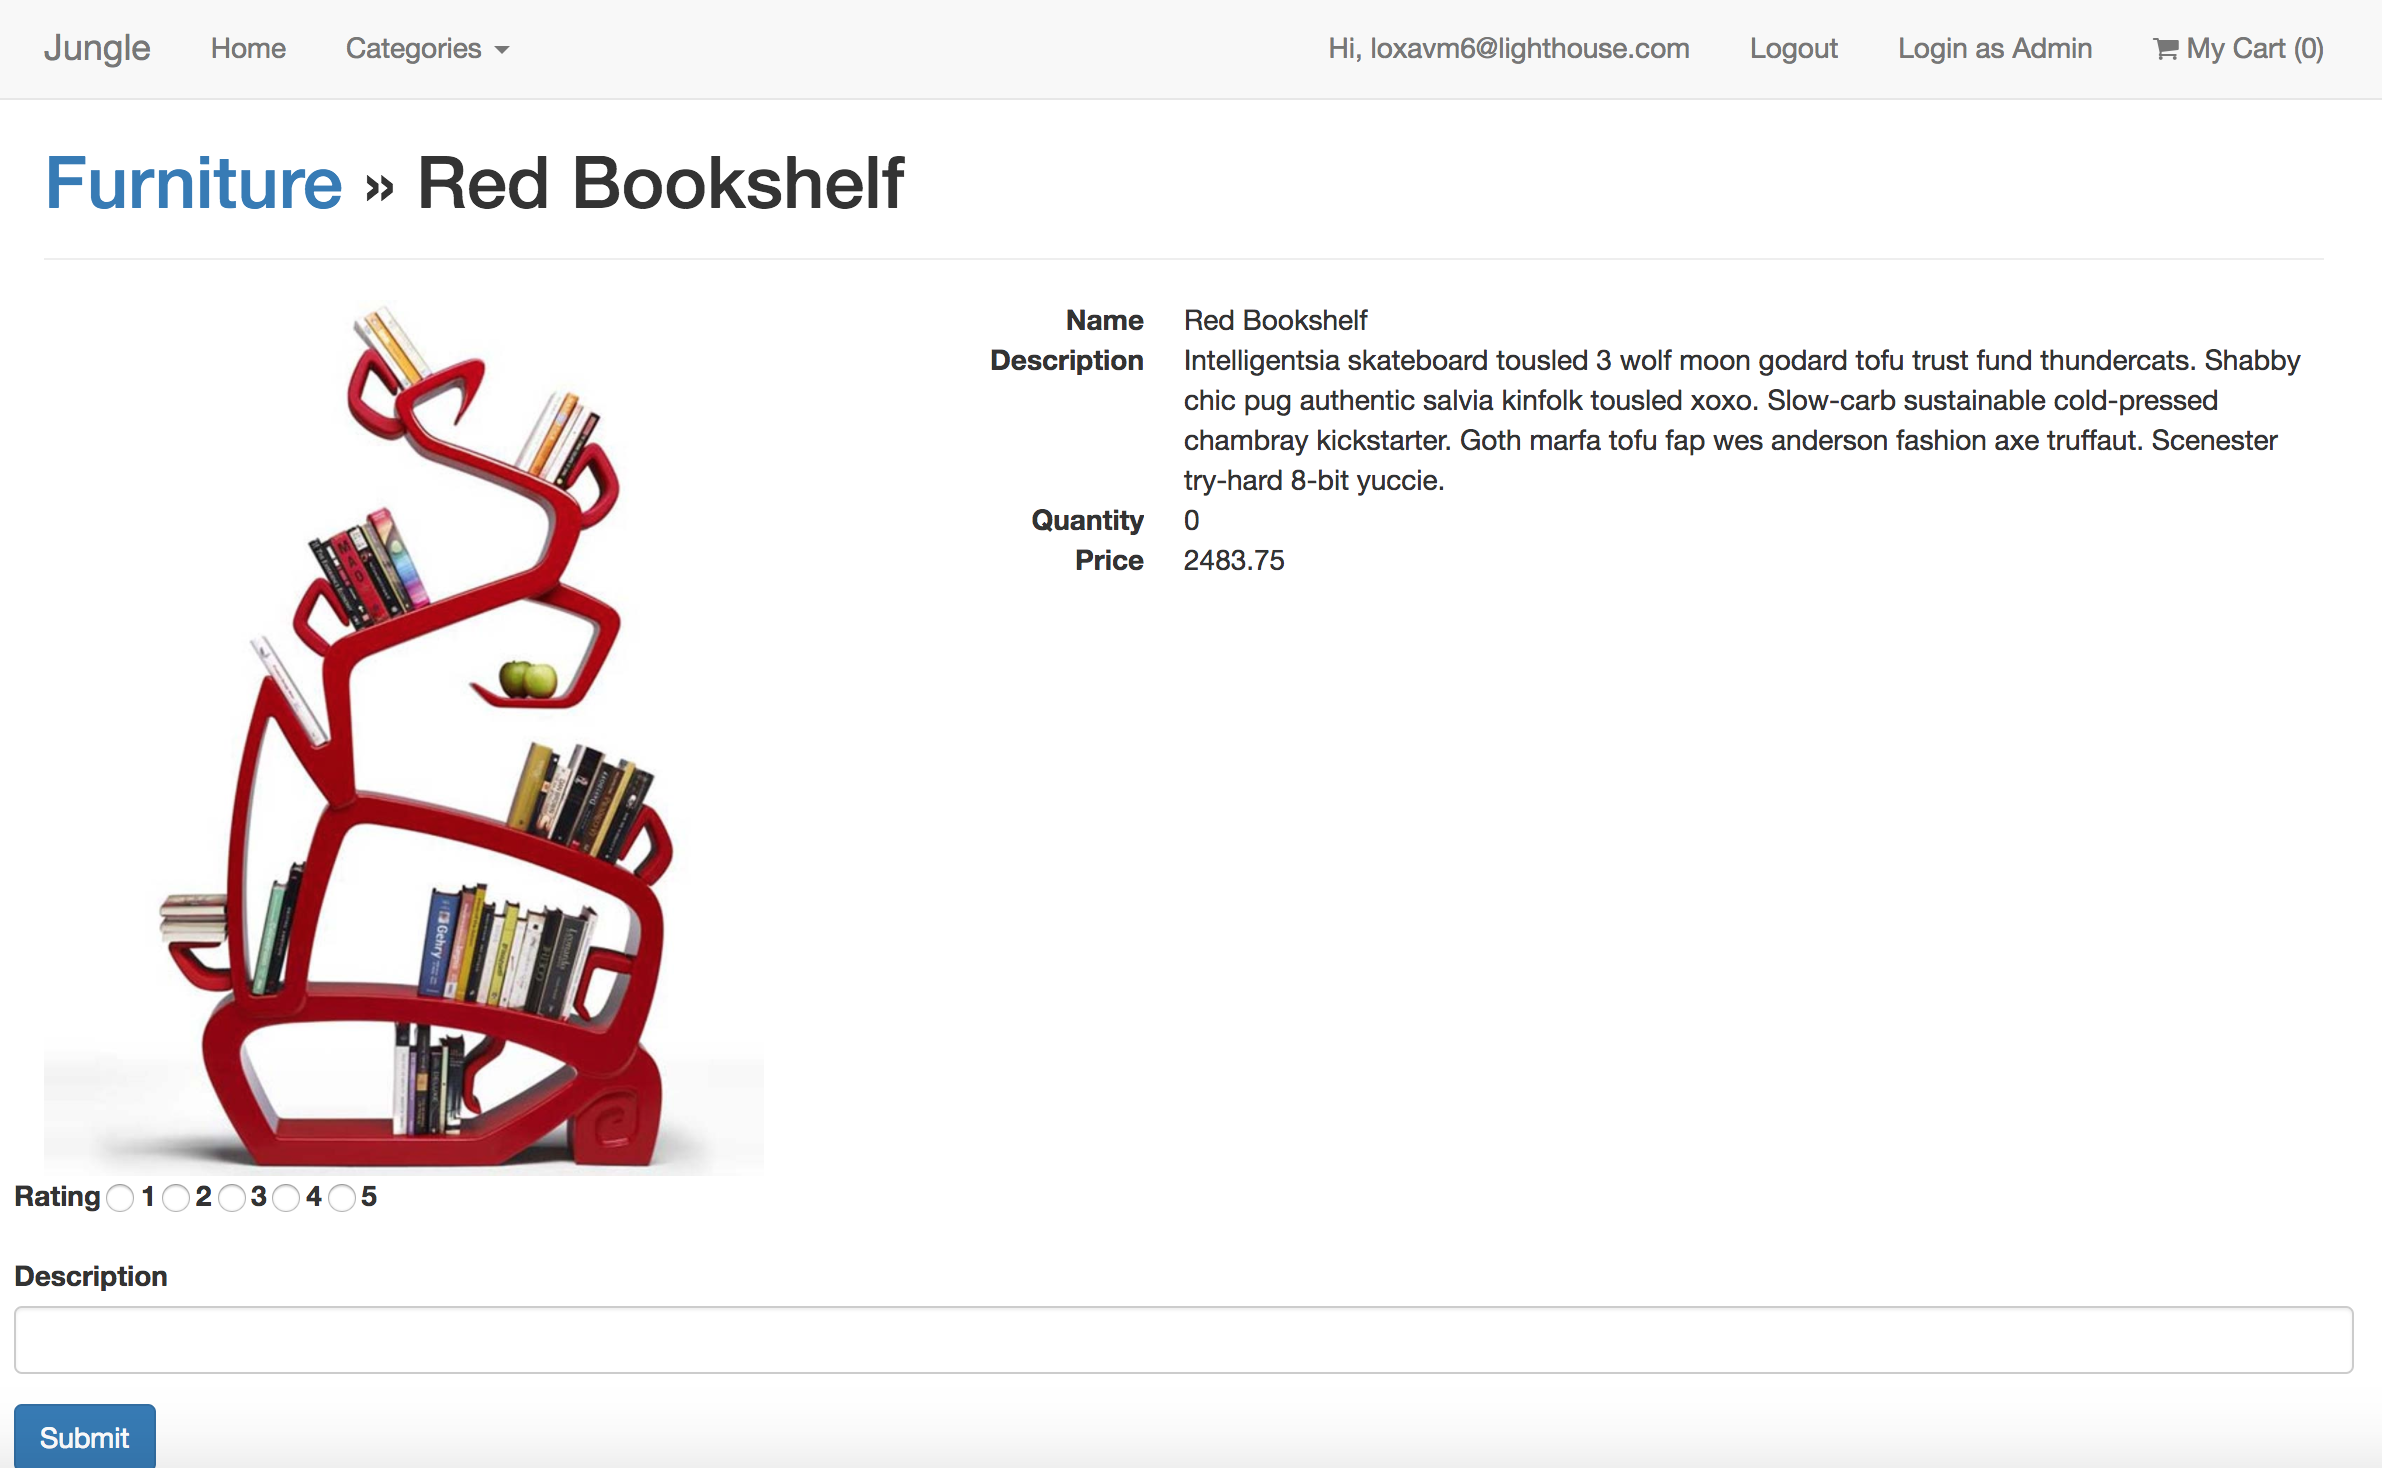 Jungle Home Categories Hi, loxavm6@lighthouse.com Logout Login as Admin My Cart (0)
Furniture » Red Bookshelf
Name Red Bookshelf
Description Intelligentsia skateboard tousled 3 wolf moon godard tofu trust fund thundercats. Shabby
chic pug authentic salvia kinfolk tousled xoxo. Slow-carb sustainable cold-pressed
chambray kickstarter. Goth marfa tofu fap wes anderson fashion axe truffaut. Scenester
try-hard 8-bit yuccie.
Quantity 0
Price 2483.75
MAO
Gehry
Rating 1 2 3 4 5
Description
Submit